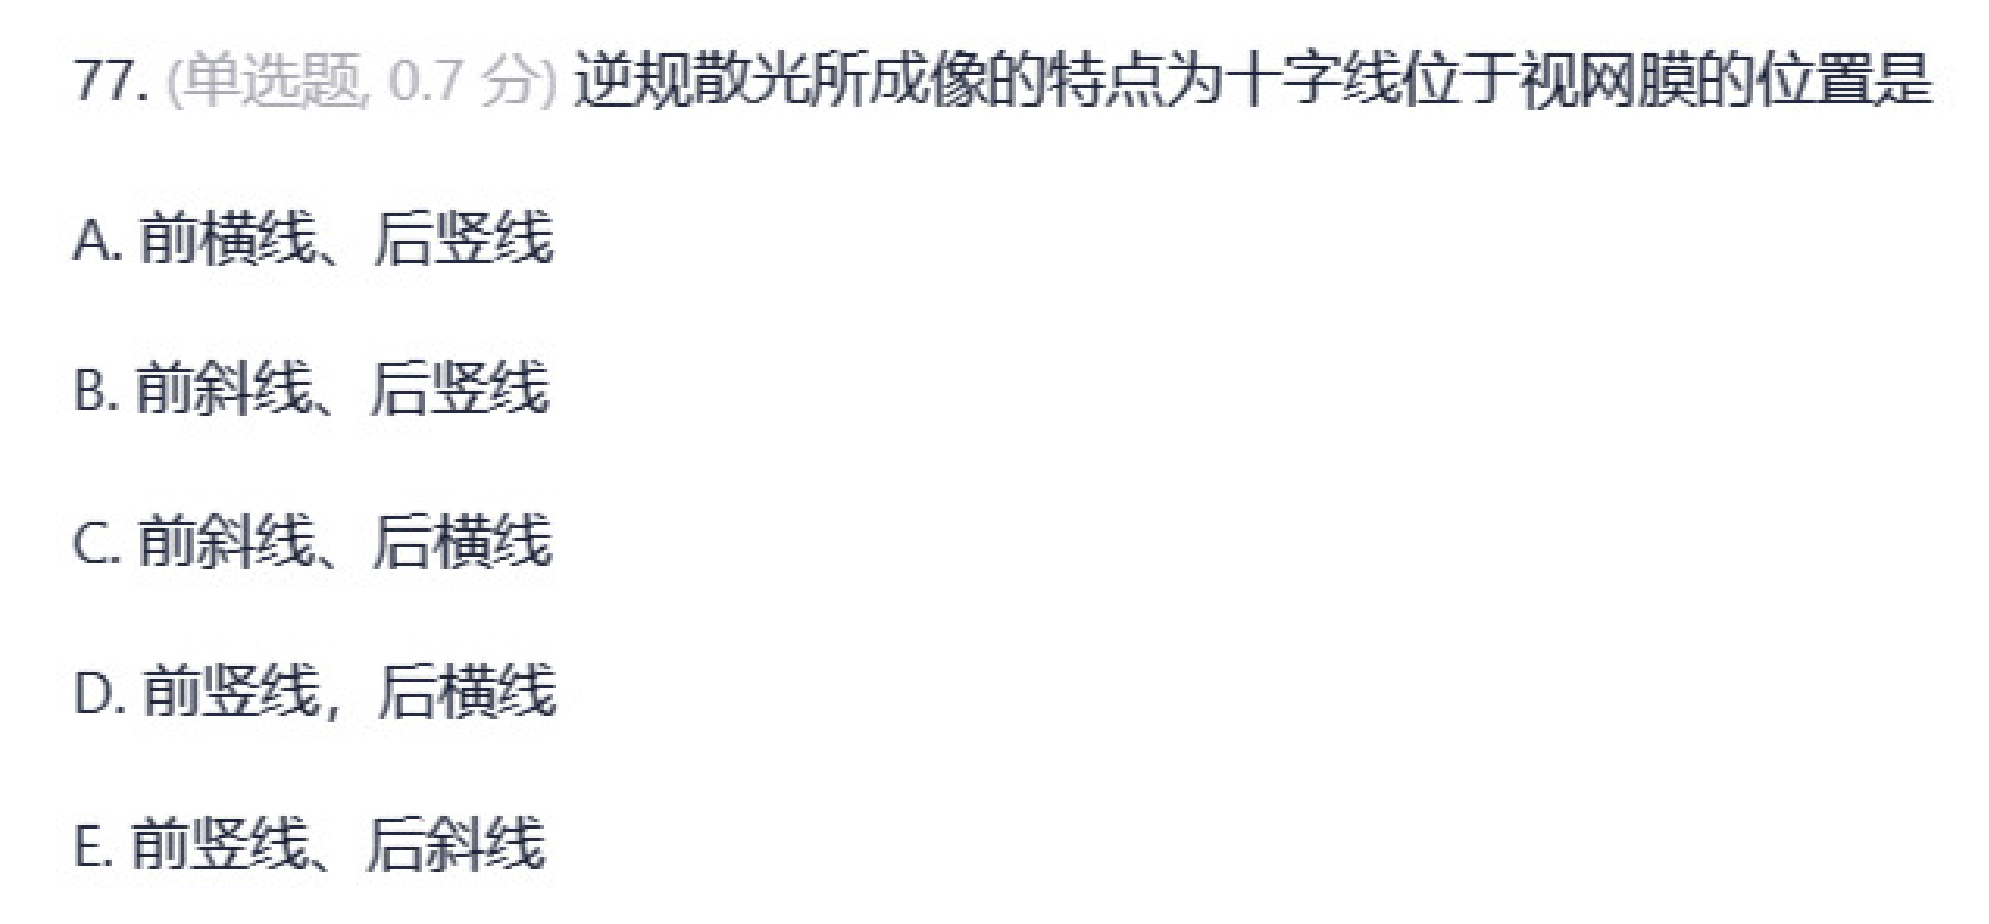 77. (单选题, 0.7 分) 逆规散光所成像的特点为十字线位于视网膜的位置是
A. 前横线、后竖线
B. 前斜线、后竖线
C. 前斜线、后横线
D. 前竖线，后横线
E. 前竖线、后斜线